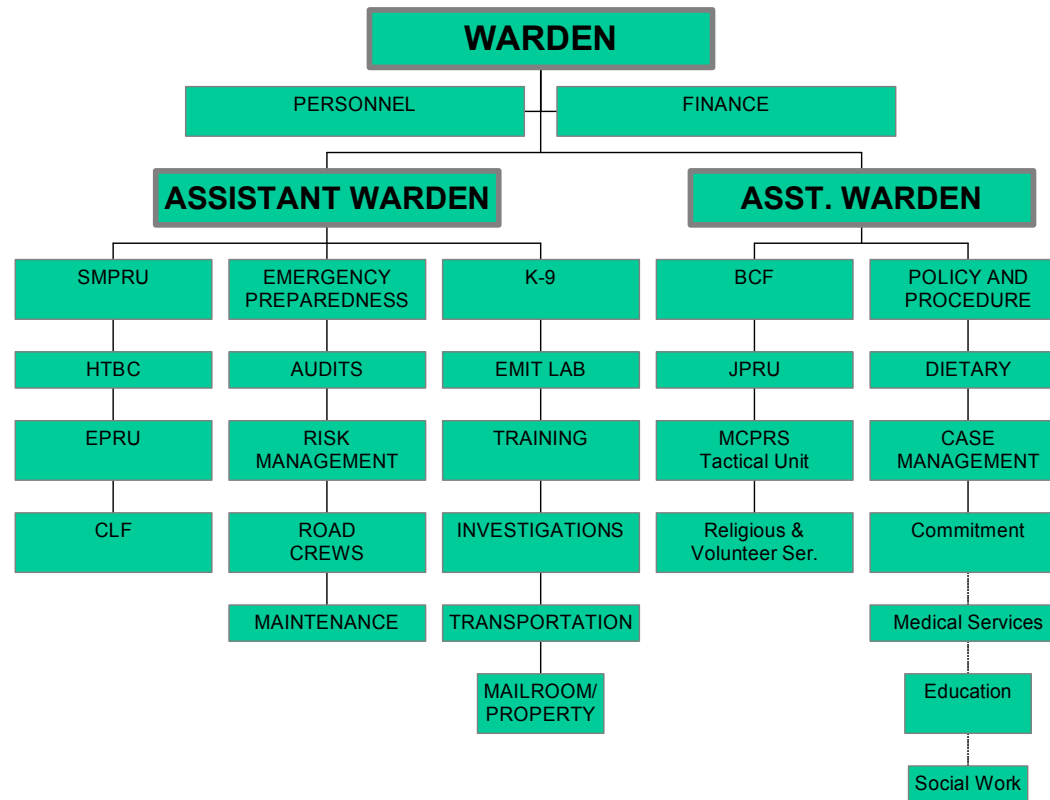 WARDEN
PERSONNEL
FINANCE
ASSISTANT WARDEN
ASST. WARDEN
SMPRU
EMERGENCY
PREPAREDNESS
K-9
BCF
POLICY AND
PROCEDURE
HTBC
AUDITS
EMIT LAB
JPRU
DIETARY
EPRU
RISK
MANAGEMENT
TRAINING
MCPRS
Tactical Unit
CASE
MANAGEMENT
CLF
ROAD
CREWS
INVESTIGATIONS
Religious &
Volunteer Ser.
Commitment
MAINTENANCE
TRANSPORTATION
Medical Services
MAILROOM/
PROPERTY
Education
Social Work